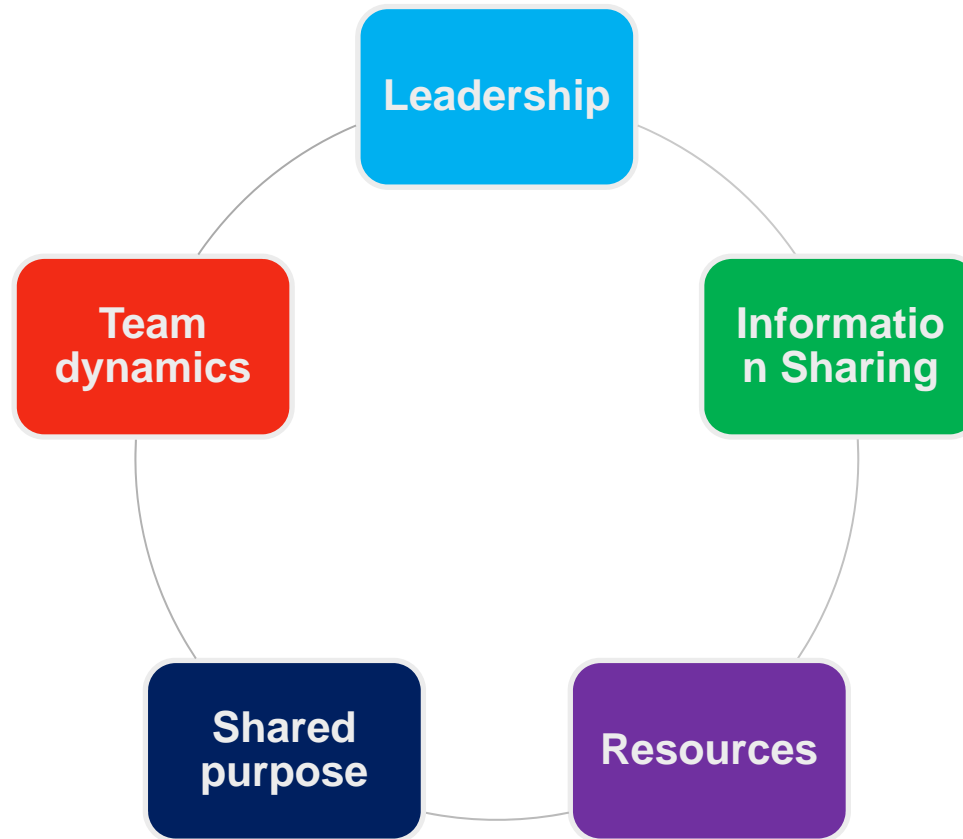 Leadership
Team
dynamics
Informatio
n Sharing
Shared
purpose
Resources